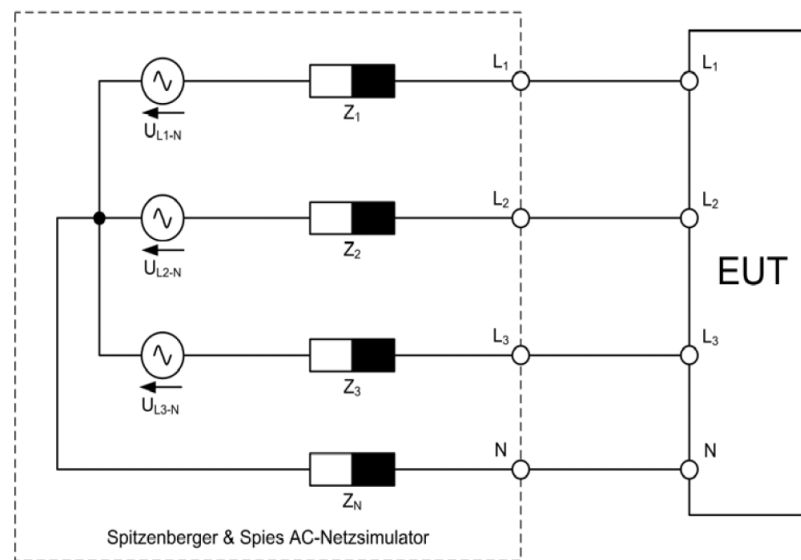 L1 L1
UL1-N Z1
L2 L2
UL2-N Z2
EUT
L3 L3
UL3-N Z3
N N
ZN
Spitzenberger & Spies AC-Netzsimulator